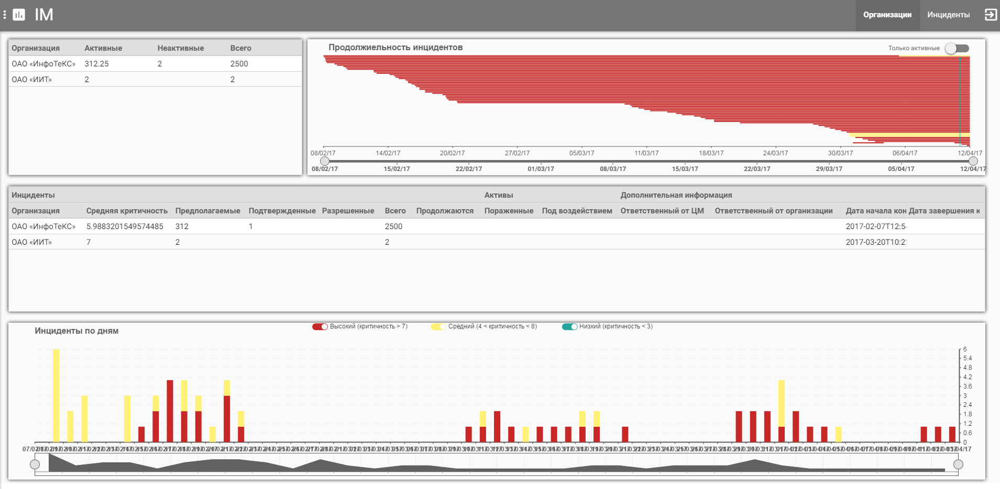 IM
Организации Инциденты
Организация Активные Неактивные Всего
ОАО «ИнфоТеКС» 312.25 2 2500
ОАО «ИИТ» 2 2
Продолжиельность инцидентов
Только активные
08/02/17 14/02/17 20/02/17 27/02/17 05/03/17 11/03/17 18/03/17 24/03/17 30/03/17 06/04/17 12/04/17
08/02/17 15/02/17 22/02/17 01/03/17 08/03/17 15/03/17 22/03/17 29/03/17 05/04/17 12/04/17
Инциденты Активы Дополнительная информация
Организация Средняя критичность Предполагаемые Подтвержденные Разрешенные Всего Продолжаются Пораженные Под воздействием Ответственный от ЦМ Ответственный от организации Дата начала кон Дата завершения к
ОАО «ИнфоТеКС» 5.9883201549574485 312 1 2500 2017-02-07T12:54
ОАО «ИИТ» 7 2 2 2017-03-20T10:2
Инциденты по дням
Высокий (критичность > 7) Средний (4 < критичность < 8) Низкий (критичность < 3)
6
5.4
4.8
4.2
3.6
3
2.4
1.8
1.2
0.6
0